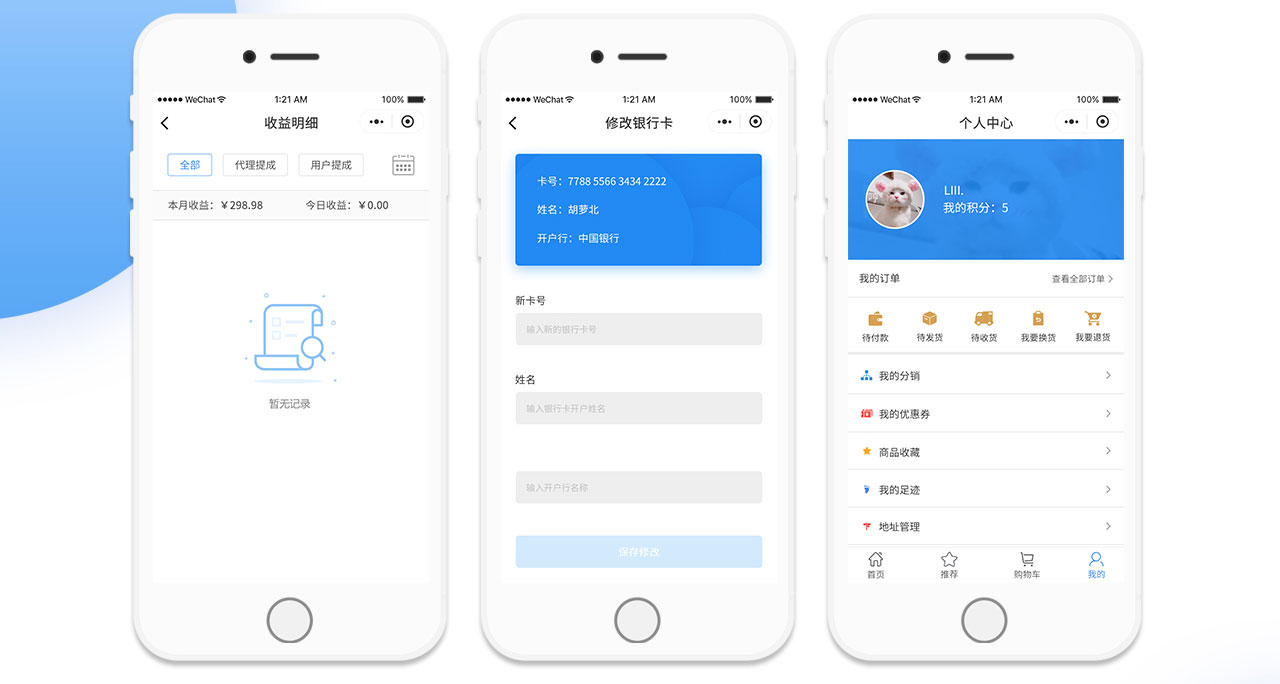 WeChat 1:21 AM 100%
收益明细
全部 代理提成 用户提成
本月收益：￥298.98 今日收益：￥0.00
暂无记录
WeChat 1:21 AM 100%
修改银行卡
卡号：7788 5566 3434 2222
姓名：胡萝北
开户行：中国银行
新卡号
输入新的银行卡号
姓名
输入银行卡开户姓名
输入开户行名称
保存修改
WeChat 1:21 AM 100%
个人中心
LIII.
我的积分：5
我的订单 查看全部订单
待付款 待发货 待收货 我要换货 我要退货
我的分销
我的优惠券
商品收藏
我的足迹
地址管理
首页 推荐 购物车 我的